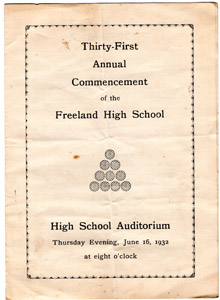 Thirty-First
Annual
Commencement
of the
Freeland High School
High School Auditorium
Thursday Evening, June 16, 1932
at eight o'clock